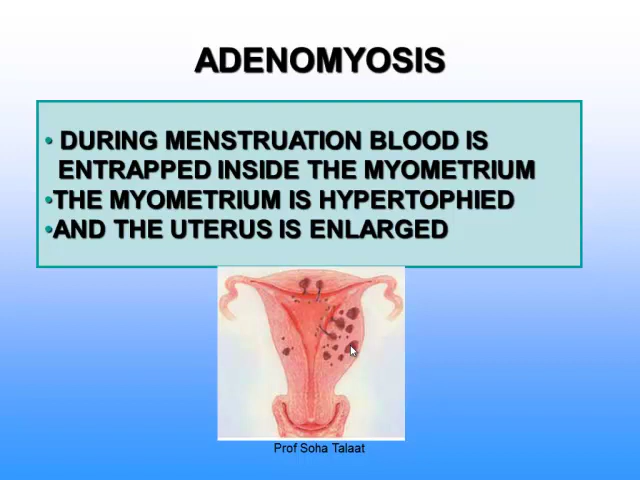 ADENOMYOSIS
• DURING MENSTRUATION BLOOD IS
ENTRAPPED INSIDE THE MYOMETRIUM
•THE MYOMETRIUM IS HYPERTOPHIED
•AND THE UTERUS IS ENLARGED
Prof Soha Talaat